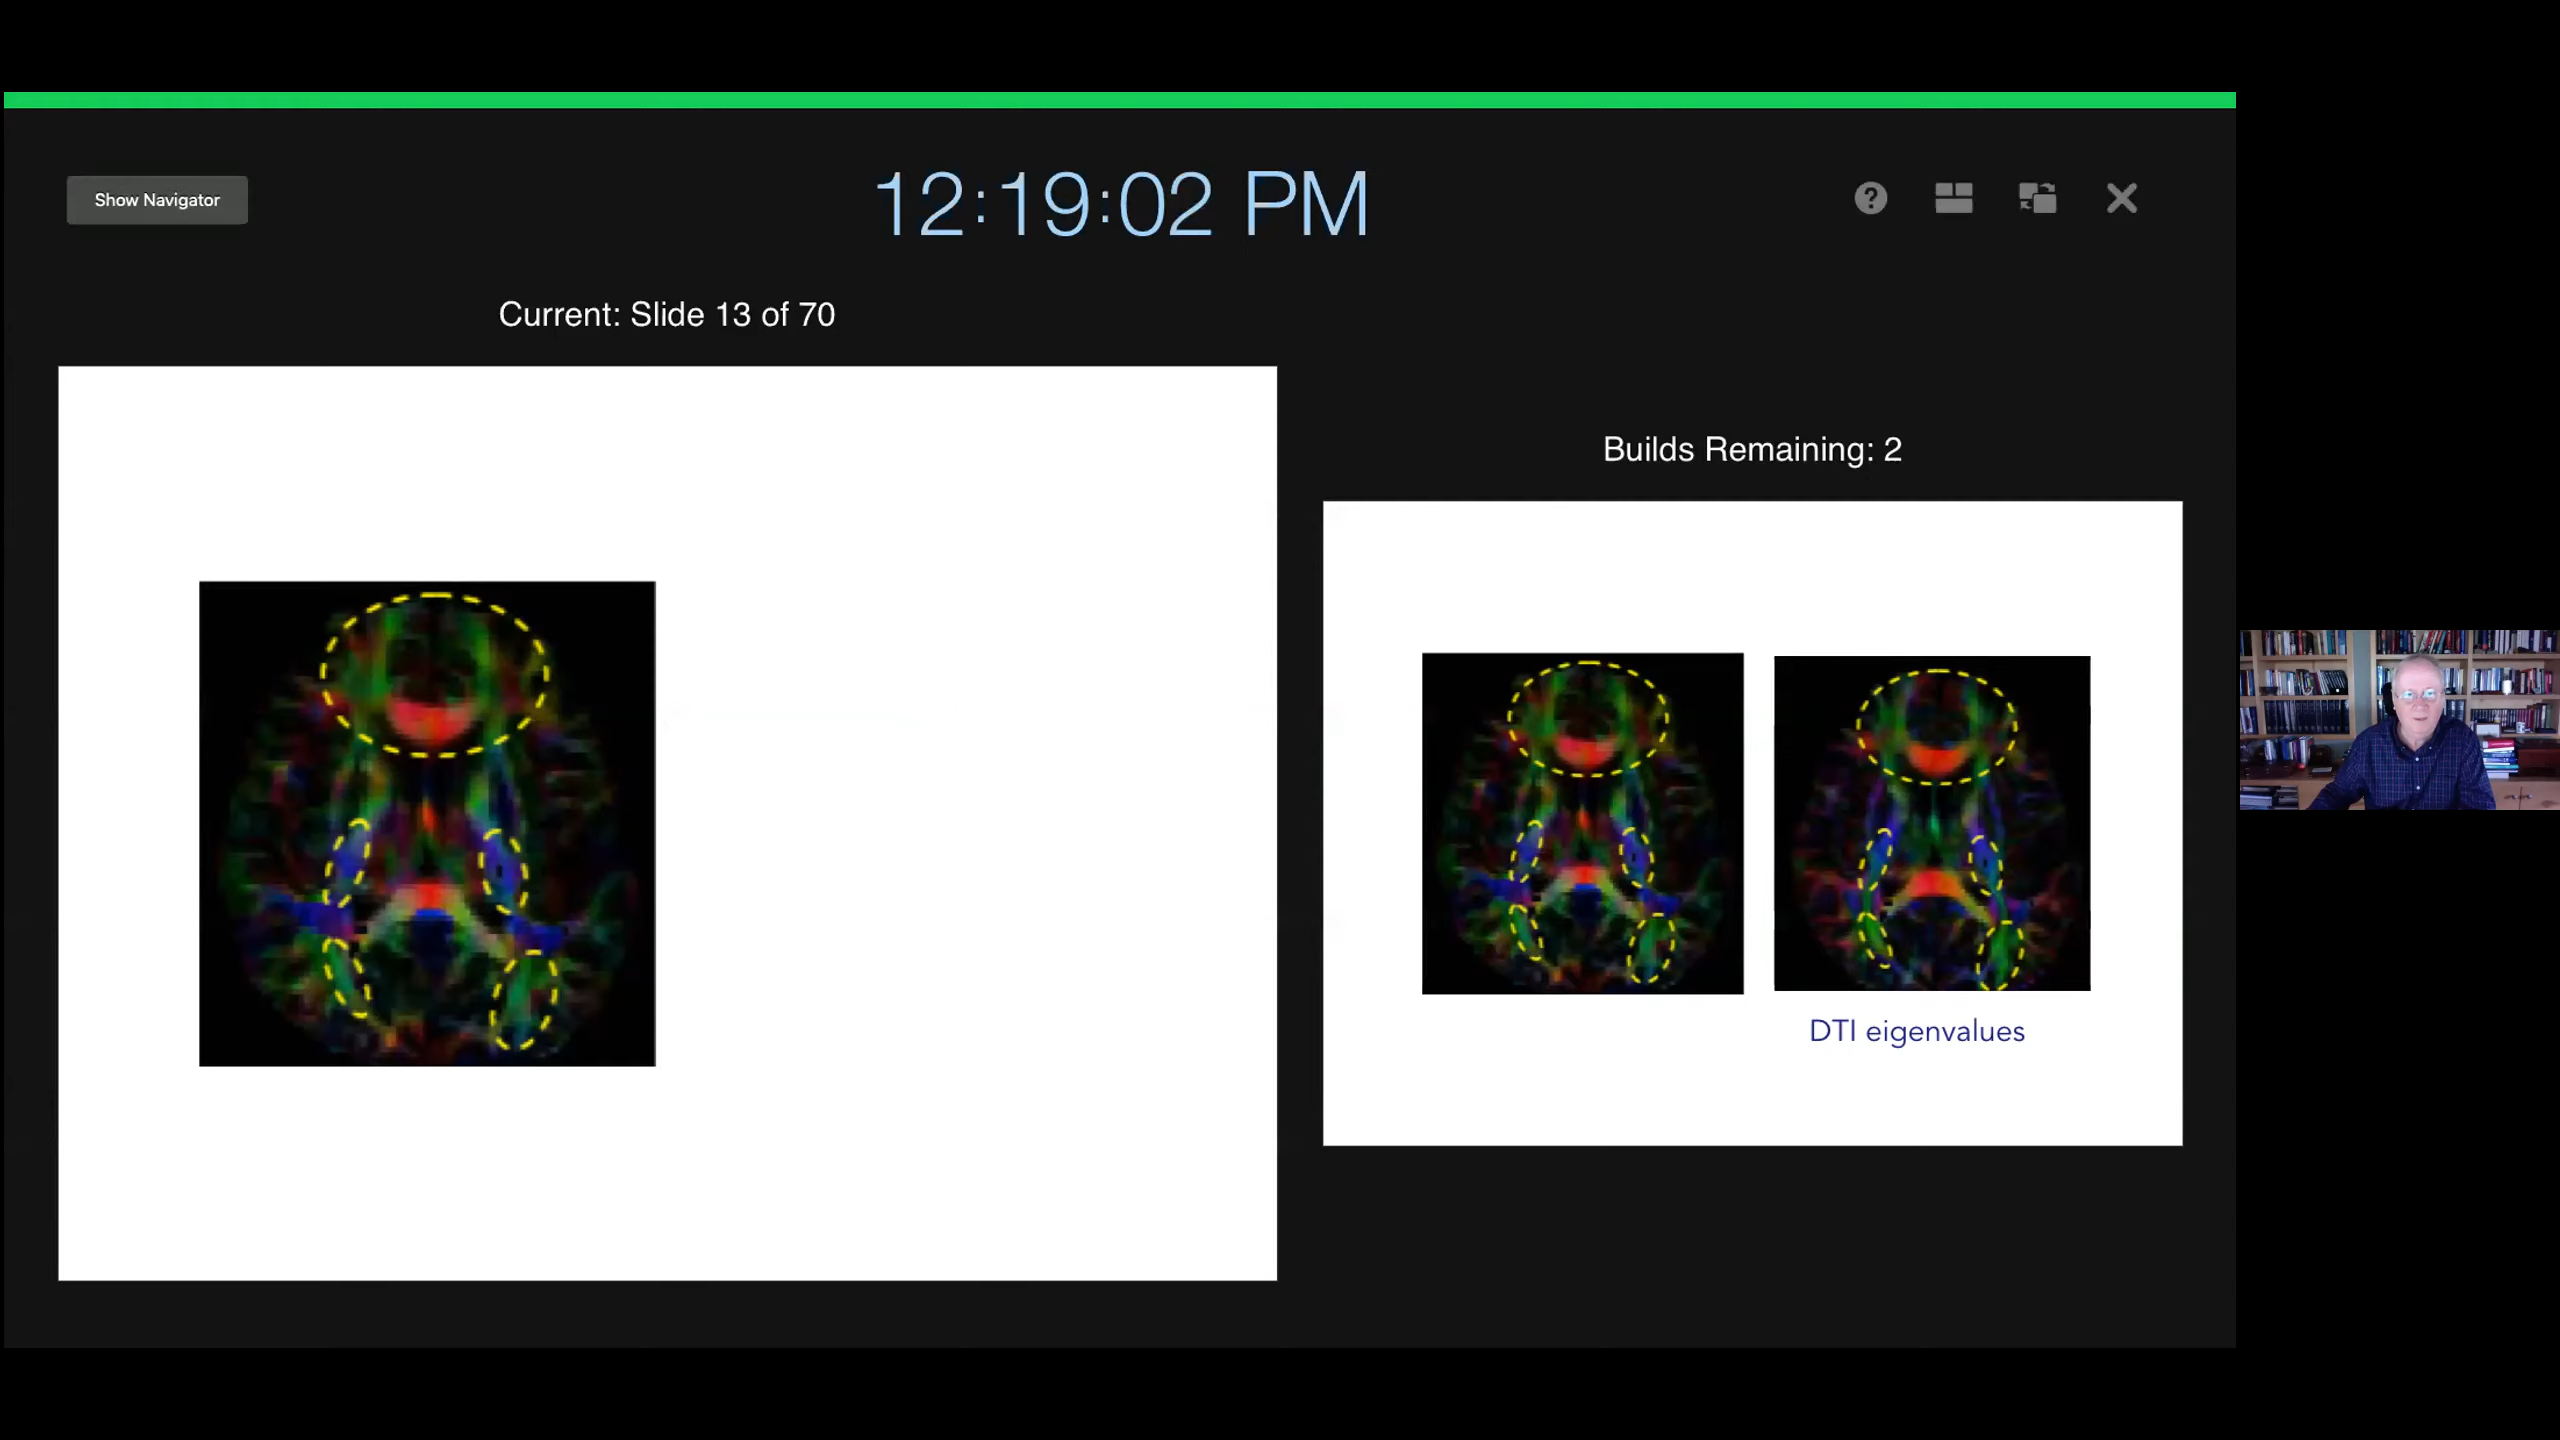 Show Navigator
12:19:02 PM
Current: Slide 13 of 70
Builds Remaining: 2
DTI eigenvalues